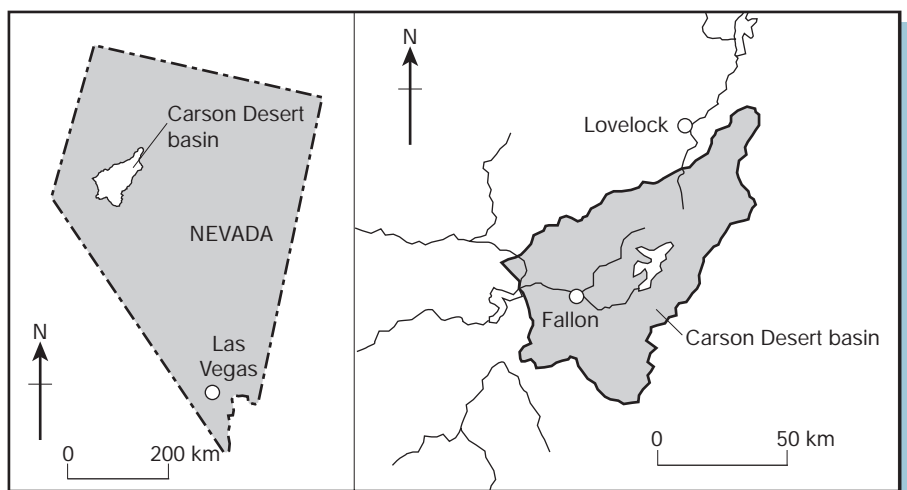 N
Carson Desert
basin
NEVADA
Las
Vegas
N
0
200 km
N
Lovelock
Fallon
Carson Desert basin
0
50 km